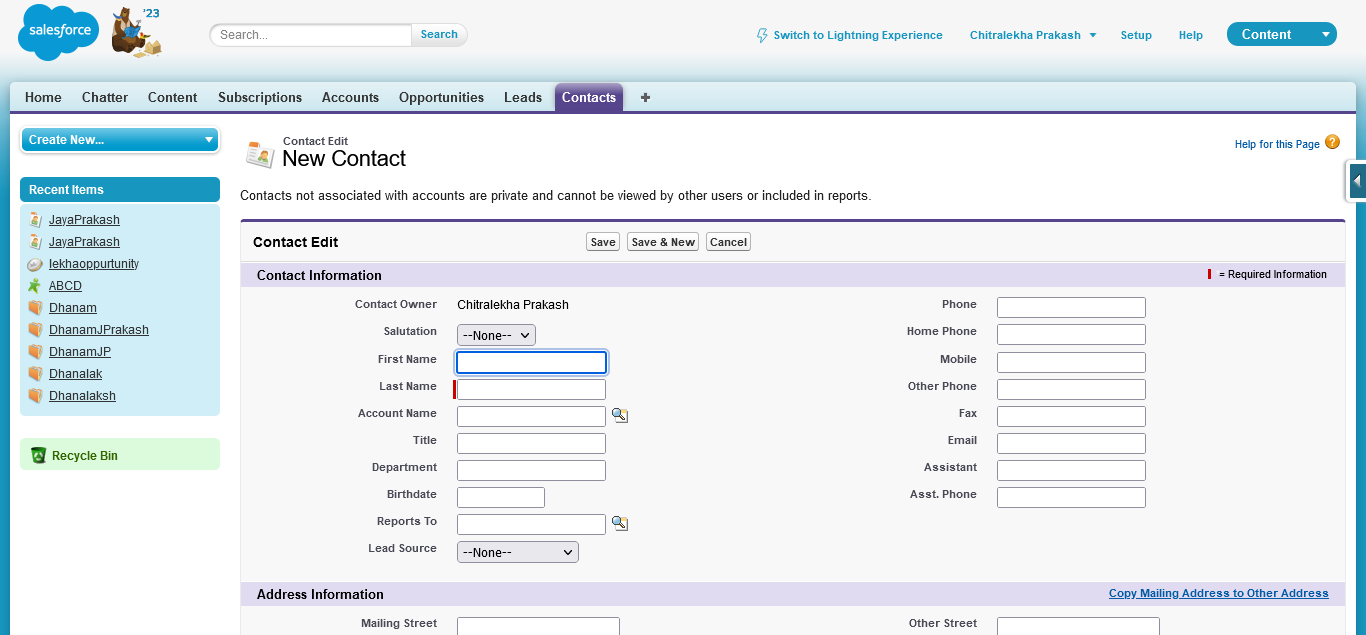 salesforce
'23
Search...
Search
Switch to Lightning Experience
Chitralekha Prakash
Setup
Help
Content
Home
Chatter
Content
Subscriptions
Accounts
Opportunities
Leads
Contacts
Create New...
Recent Items
JayaPrakash
JayaPrakash
lekhaoppurtunity
ABCD
Dhanam
DhanamJPrakash
DhanamJP
Dhanalak
Dhanalaksh
Recycle Bin
Contact Edit
New Contact
Help for this Page ?
Contacts not associated with accounts are private and cannot be viewed by other users or included in reports.
Contact Edit
Save
Save & New
Cancel
Contact Information
= Required Information
Contact Owner
Chitralekha Prakash
Salutation
--None--
First Name
Last Name
Account Name
Title
Department
Birthdate
Reports To
Lead Source
--None--
Phone
Home Phone
Mobile
Other Phone
Fax
Email
Assistant
Asst. Phone
Address Information
Copy Mailing Address to Other Address
Mailing Street
Other Street